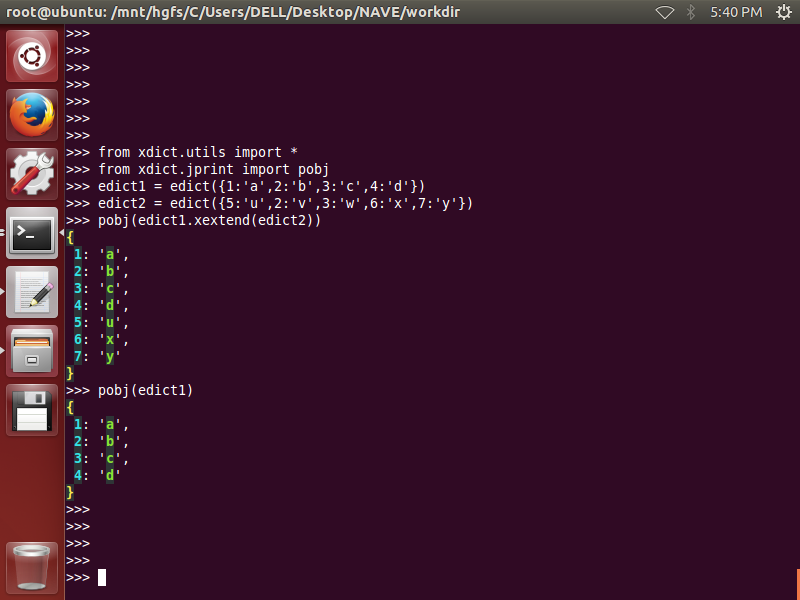 root@ubuntu: /mnt/hgfs/C/Users/DELL/Desktop/NAVE/workdir 5:40 PM
>>>
>>>
>>>
>>>
>>>
>>>
>>>
>>> from xdict.utils import *
>>> from xdict.jprint import pobj
>>> edict1 = edict({1:'a',2:'b',3:'c',4:'d'})
>>> edict2 = edict({5:'u',2:'v',3:'w',6:'x',7:'y'})
>>> pobj(edict1.xextend(edict2))
{
 1: 'a',
 2: 'b',
 3: 'c',
 4: 'd',
 5: 'u',
 6: 'x',
 7: 'y'
}
>>> pobj(edict1)
{
 1: 'a',
 2: 'b',
 3: 'c',
 4: 'd'
}
>>>
>>>
>>>
>>>
>>>